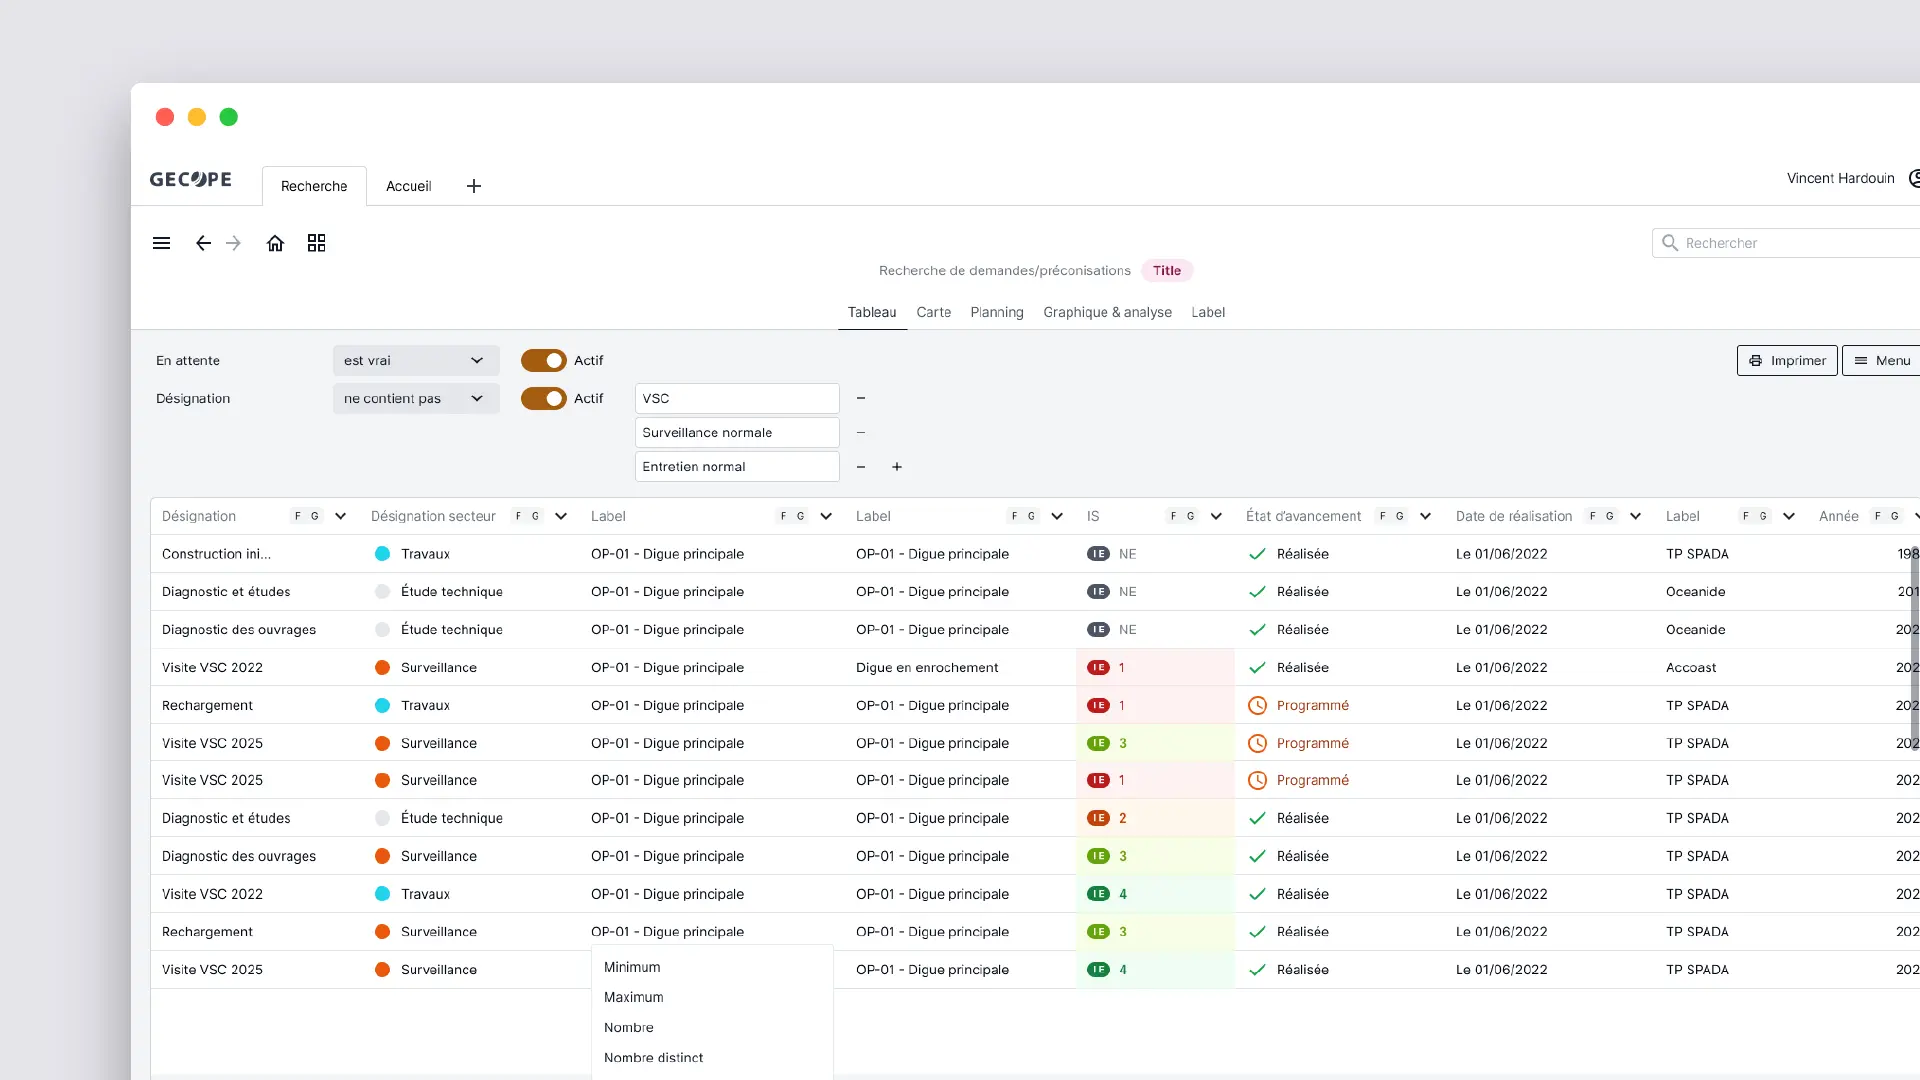 GECOPE
Recherche
Accueil
Vincent Hardouin
Rechercher
Recherche de demandes/préconisations Title
Tableau Carte Planning Graphique & analyse Label
En attente est vrai Actif Imprimer Menu
Désignation ne contient pas Actif VSC
Surveillance normale
Entretien normal
Désignation F G Désignation secteur F G Label F G Label F G IS F G État d’avancement F G Date de réalisation F G Label F G Année F G
Construction ini... Travaux OP-01 - Digue principale OP-01 - Digue principale IE NE Réalisée Le 01/06/2022 TP SPADA 198
Diagnostic et études Étude technique OP-01 - Digue principale OP-01 - Digue principale IE NE Réalisée Le 01/06/2022 Oceanide 201
Diagnostic des ouvrages Étude technique OP-01 - Digue principale OP-01 - Digue principale IE NE Réalisée Le 01/06/2022 Oceanide 202
Visite VSC 2022 Surveillance OP-01 - Digue principale Digue en enrochement IE 1 Réalisée Le 01/06/2022 Accoast 202
Rechargement Travaux OP-01 - Digue principale OP-01 - Digue principale IE 1 Programmé Le 01/06/2022 TP SPADA 202
Visite VSC 2025 Surveillance OP-01 - Digue principale OP-01 - Digue principale IE 3 Programmé Le 01/06/2022 TP SPADA 202
Visite VSC 2025 Surveillance OP-01 - Digue principale OP-01 - Digue principale IE 1 Programmé Le 01/06/2022 TP SPADA 202
Diagnostic et études Étude technique OP-01 - Digue principale OP-01 - Digue principale IE 2 Réalisée Le 01/06/2022 TP SPADA 202
Diagnostic des ouvrages Surveillance OP-01 - Digue principale OP-01 - Digue principale IE 3 Réalisée Le 01/06/2022 TP SPADA 202
Visite VSC 2022 Travaux OP-01 - Digue principale OP-01 - Digue principale IE 4 Réalisée Le 01/06/2022 TP SPADA 202
Rechargement Surveillance OP-01 - Digue principale OP-01 - Digue principale IE 3 Réalisée Le 01/06/2022 TP SPADA 202
Visite VSC 2025 Surveillance OP-01 - Digue principale IE 4 Réalisée Le 01/06/2022 TP SPADA 202
Minimum
Maximum
Nombre
Nombre distinct